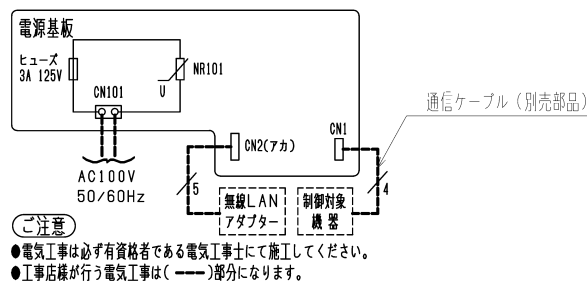 電源基板
ヒューズ
3A 125V
NR101
U
CN101
AC100V
50/60Hz
CN2(アカ)
CN1
通信ケーブル(別売部品)
5
4
無線LAN
アダプター
制御対象
機器
ご注意
●電気工事は必ず有資格者である電気工事士にて施工してください。
●工事店様が行う電気工事は( ---- )部分になります。